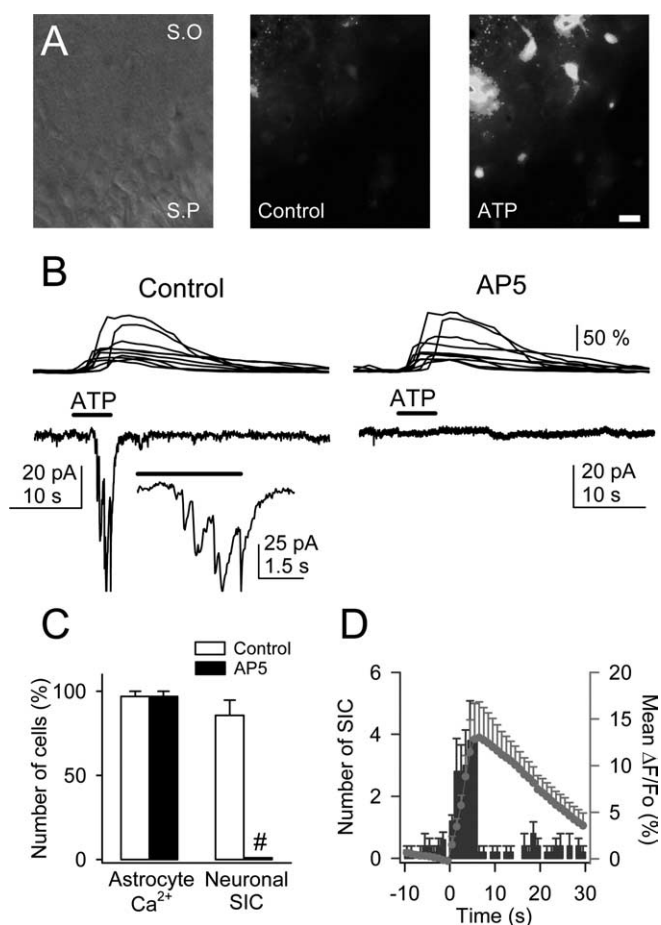 A
S.O
S.P
Control
ATP
B
Control
AP5
50 %
ATP
ATP
20 pA
10 s
25 pA
1.5 s
20 pA
10 s
C
D
Control
AP5
Number of cells (%)
100
50
0
#
Astrocyte
Ca²⁺
Neuronal
SIC
Number of SIC
6
4
2
0
20
15
10
5
0
Mean ΔF/Fo (%)
-10 0 10 20 30
Time (s)